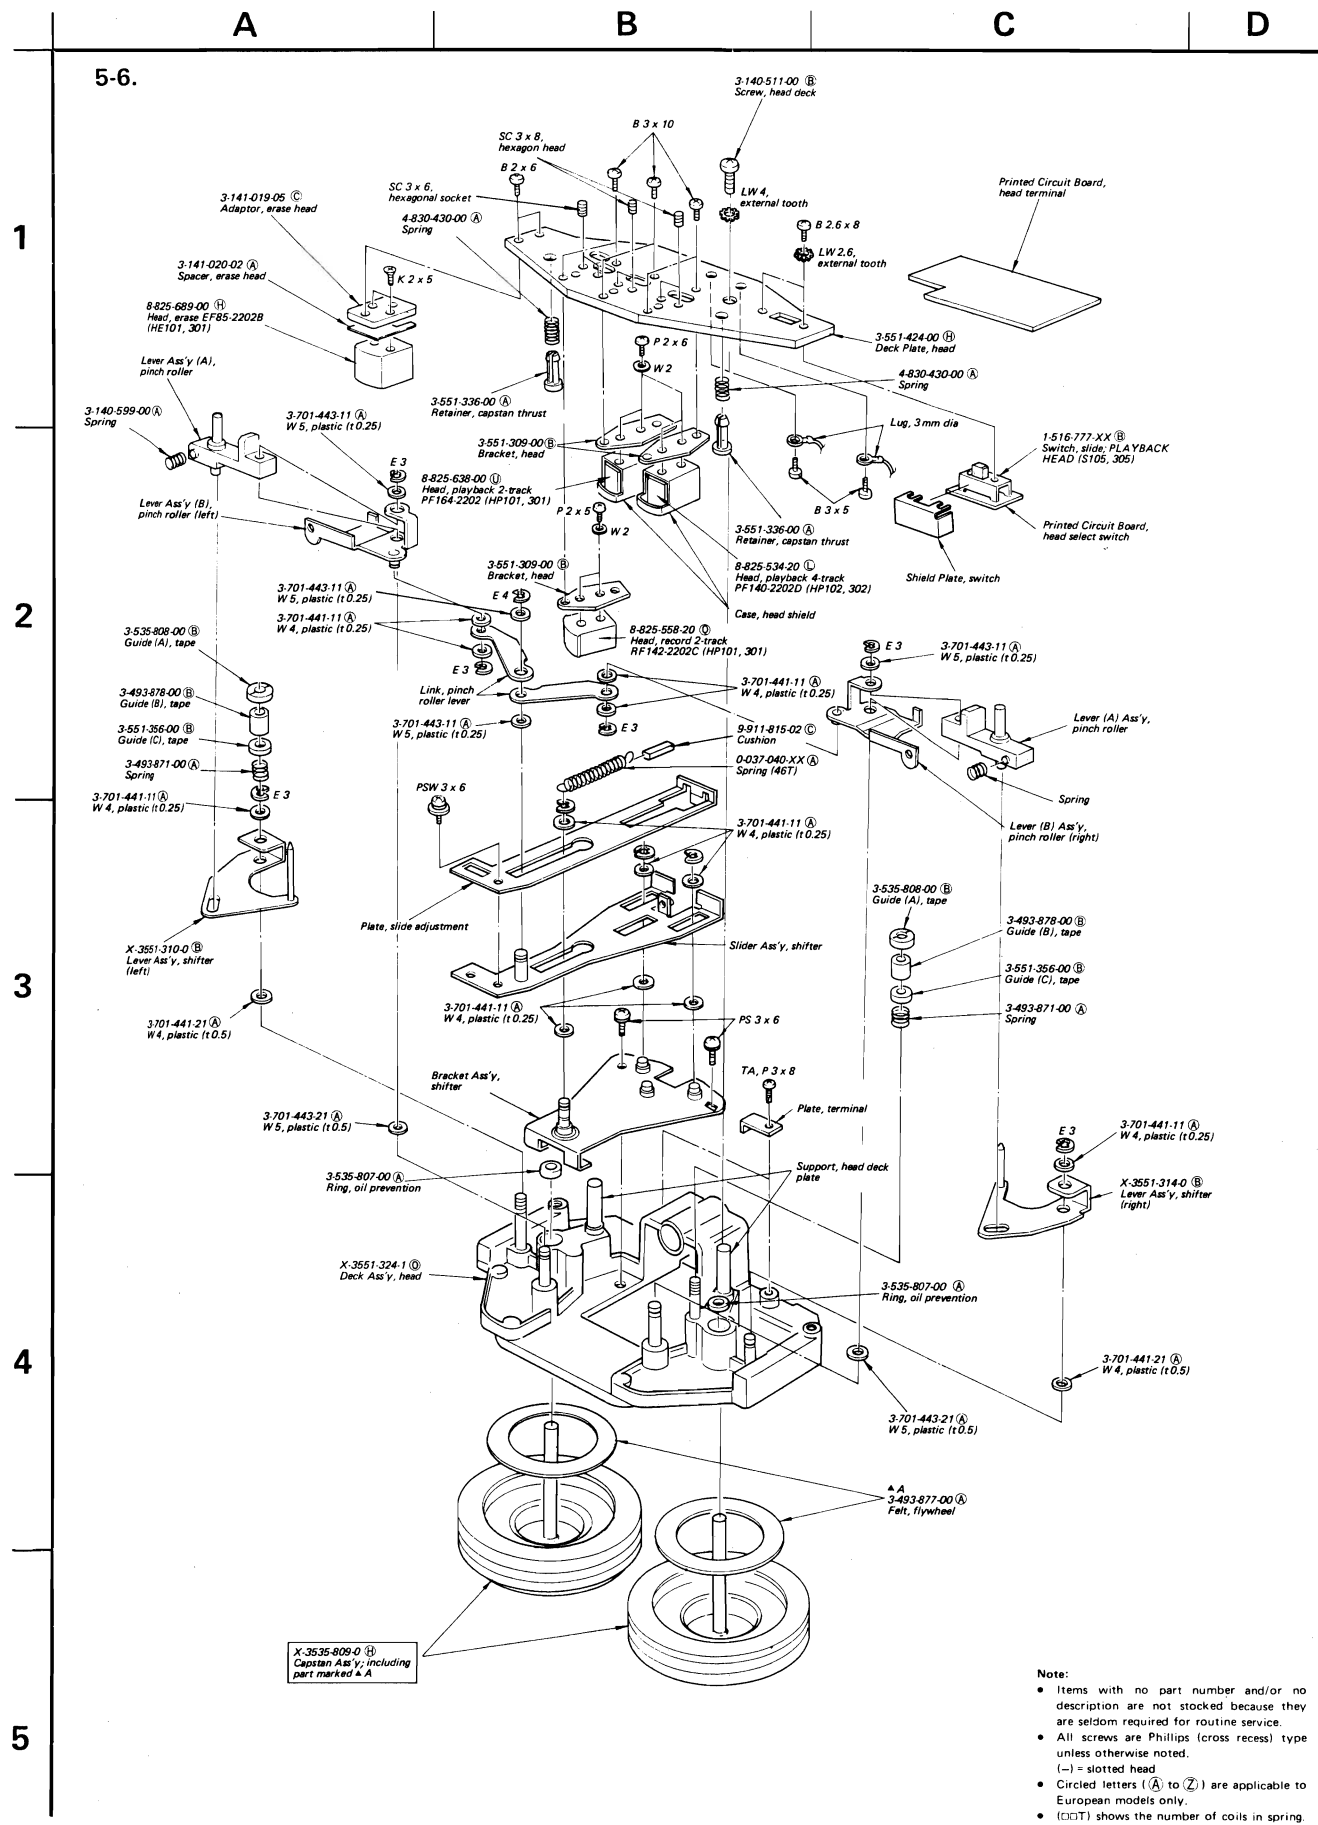 A
B
C
D
5-6.
1
2
3
4
5
3-140-511-00 Ⓑ
Screw, head deck
B 3 x 10
SC 3 x 8,
hexagon head
B 2 x 6
SC 3 x 6,
hexagonal socket
4-830-430-00 Ⓐ
Spring
LW 4,
external tooth
B 2.6 x 8
LW 2.6,
external tooth
Printed Circuit Board,
head terminal
3-141-019-05 Ⓒ
Adaptor, erase head
3-141-020-02 Ⓐ
Spacer, erase head
K 2 x 5
8-825-689-00 Ⓗ
Head, erase EF85-2202B
(HE101, 301)
Lever Ass'y (A),
pinch roller
3-140-599-00 Ⓐ
Spring
3-701-443-11 Ⓐ
W 5, plastic (t 0.25)
E 3
Lever Ass'y (B),
pinch roller (left)
P 2 x 6
W 2
3-551-336-00 Ⓐ
Retainer, capstan thrust
3-551-309-00 Ⓑ
Bracket, head
8-825-638-00 Ⓤ
Head, playback 2-track
PF164-2202 (HP101, 301)
P 2 x 5
W 2
3-551-424-00 Ⓗ
Deck Plate, head
4-830-430-00 Ⓐ
Spring
Lug, 3 mm dia
1-516-777-XX Ⓑ
Switch, slide; PLAYBACK
HEAD (S105, 305)
B 3 x 5
3-551-336-00 Ⓐ
Retainer, capstan thrust
Printed Circuit Board,
head select switch
8-825-534-20 Ⓛ
Head, playback 4-track
PF140-2202D (HP102, 302)
Shield Plate, switch
Case, head shield
3-551-309-00 Ⓑ
Bracket, head
3-701-443-11 Ⓐ
W 5, plastic (t 0.25)
E 4
3-701-441-11 Ⓐ
W 4, plastic (t 0.25)
E 3
8-825-558-20 Ⓠ
Head, record 2-track
RF142-2202C (HP101, 301)
3-535-808-00 Ⓑ
Guide (A), tape
3-493-878-00 Ⓑ
Guide (B), tape
3-551-356-00 Ⓑ
Guide (C), tape
3-493-871-00 Ⓐ
Spring
E 3
3-701-441-11 Ⓐ
W 4, plastic (t 0.25)
Link, pinch
roller lever
3-701-443-11 Ⓐ
W 5, plastic (t 0.25)
3-701-441-11 Ⓐ
W 4, plastic (t 0.25)
E 3
9-911-815-02 Ⓒ
Cushion
0-037-040-XX Ⓐ
Spring (46T)
E 3
3-701-443-11 Ⓐ
W 5, plastic (t 0.25)
Lever (A) Ass'y,
pinch roller
Spring
Lever (B) Ass'y,
pinch roller (right)
PSW 3 x 6
3-701-441-11 Ⓐ
W 4, plastic (t 0.25)
Plate, slide adjustment
Slider Ass'y, shifter
X-3551-310-0 Ⓑ
Lever Ass'y, shifter
(left)
3-701-441-21 Ⓐ
W 4, plastic (t 0.5)
3-535-808-00 Ⓑ
Guide (A), tape
3-493-878-00 Ⓑ
Guide (B), tape
3-551-356-00 Ⓑ
Guide (C), tape
3-493-871-00 Ⓐ
Spring
3-701-441-11 Ⓐ
W 4, plastic (t 0.25)
PS 3 x 6
Bracket Ass'y,
shifter
TA, P 3 x 8
Plate, terminal
3-701-443-21 Ⓐ
W 5, plastic (t 0.5)
E 3
3-701-441-11 Ⓐ
W 4, plastic (t 0.25)
3-535-807-00 Ⓐ
Ring, oil prevention
Support, head deck
plate
X-3551-314-0 Ⓑ
Lever Ass'y, shifter
(right)
X-3551-324-1 Ⓞ
Deck Ass'y, head
3-535-807-00 Ⓐ
Ring, oil prevention
3-701-441-21 Ⓐ
W 4, plastic (t 0.5)
3-701-443-21 Ⓐ
W 5, plastic (t 0.5)
▲ A
3-493-877-00 Ⓐ
Felt, flywheel
X-3535-809-0 Ⓗ
Capstan Ass'y; including
part marked ▲ A
Note:
● Items with no part number and/or no
description are not stocked because they
are seldom required for routine service.
● All screws are Phillips (cross recess) type
unless otherwise noted.
(−) = slotted head
● Circled letters (Ⓐ to Ⓩ) are applicable to
European models only.
● (□□T) shows the number of coils in spring.